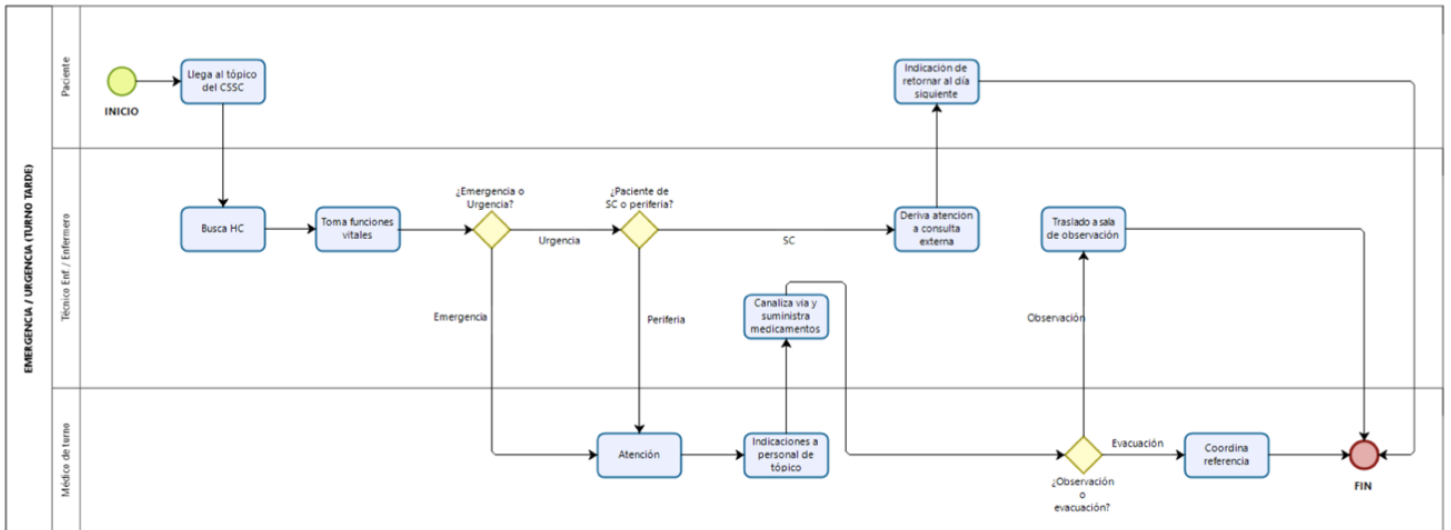 EMERGENCIA / URGENCIA (TURNO TARDE)
Paciente
INICIO
Llega al tópico
del CSSC
Indicación de
retornar al día
siguiente
Técnico Enf / Enfermero
Busca HC
Toma funciones
vitales
¿Emergencia o
Urgencia?
Urgencia
Emergencia
¿Paciente de
SC o periferia?
SC
Periferia
Deriva atención
a consulta
externa
Canaliza vía y
suministra
medicamentos
Traslado a sala
de observación
Observación
Médico de turno
Atención
Indicaciones a
personal de
tópico
¿Observación
o
evacuación?
Evacuación
Coordina
referencia
FIN